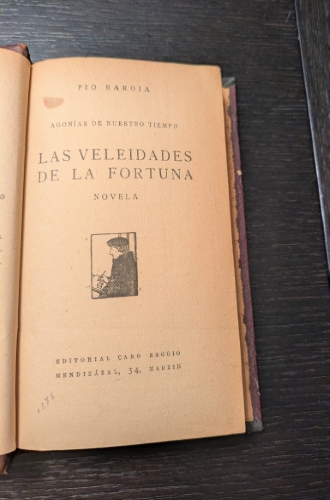 PIO BAROJA
AGONÍAS DE NUESTRO TIEMPO
LAS VELEIDADES
DE LA FORTUNA
NOVELA
EDITORIAL CARO RAGGIO
MENDIZÁBAL, 34, MADRID